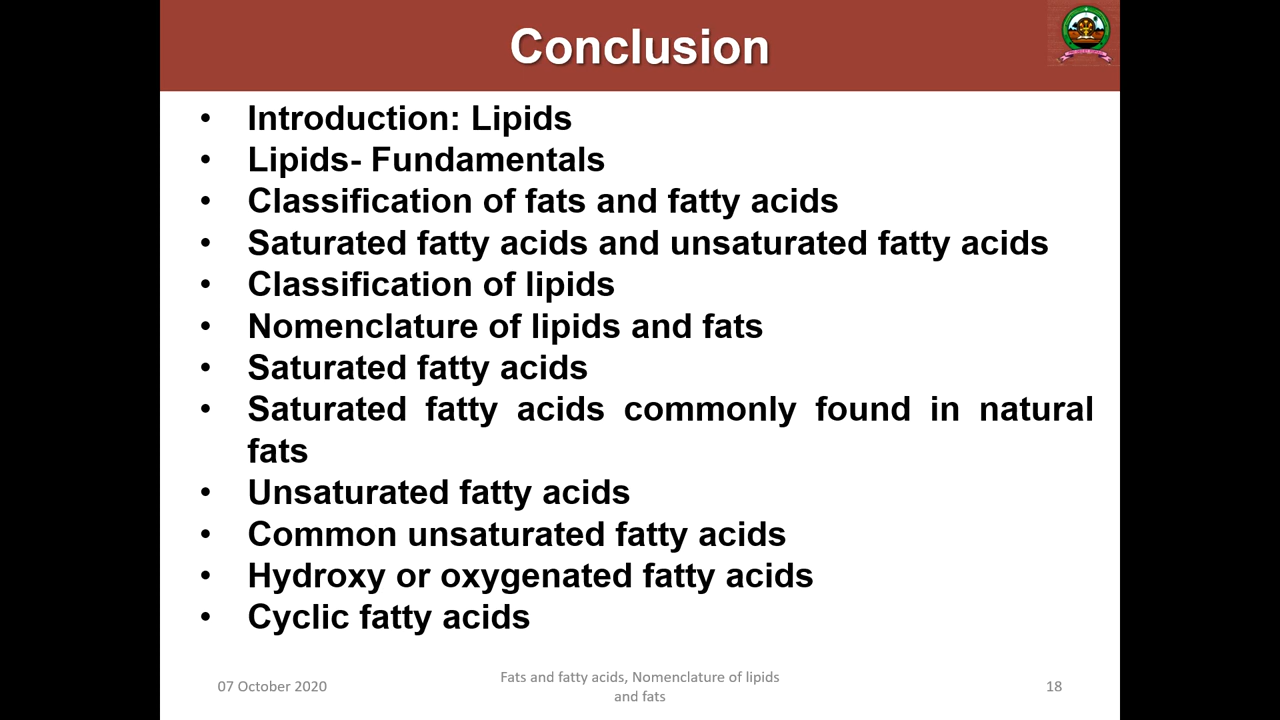 Conclusion
• Introduction: Lipids
• Lipids- Fundamentals
• Classification of fats and fatty acids
• Saturated fatty acids and unsaturated fatty acids
• Classification of lipids
• Nomenclature of lipids and fats
• Saturated fatty acids
• Saturated fatty acids commonly found in natural
fats
• Unsaturated fatty acids
• Common unsaturated fatty acids
• Hydroxy or oxygenated fatty acids
• Cyclic fatty acids
07 October 2020
Fats and fatty acids, Nomenclature of lipids
and fats
18